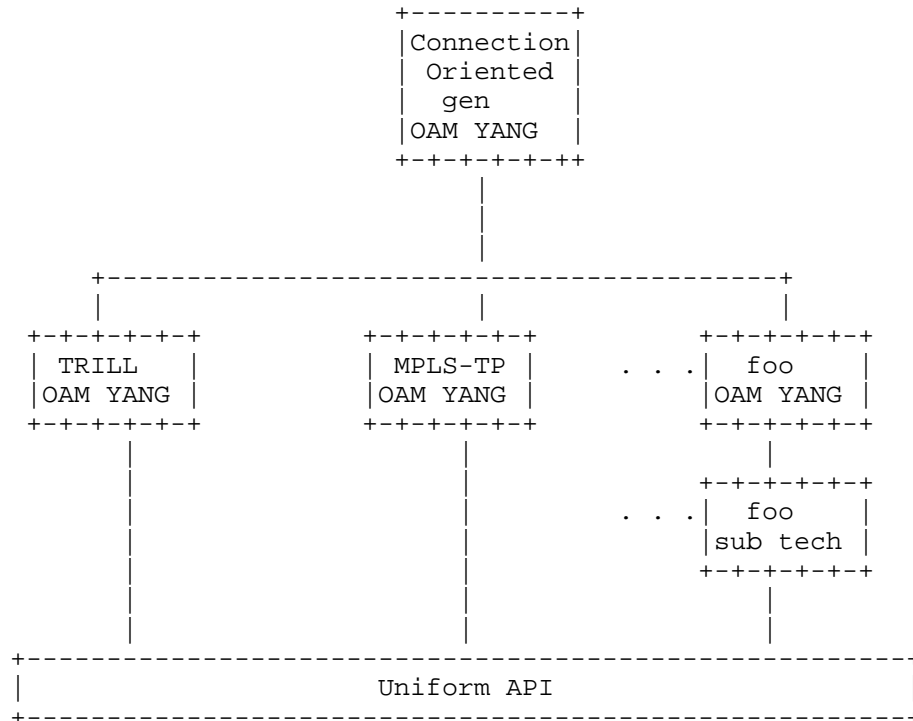 Connection
Oriented
gen
OAM YANG
TRILL MPLS-TP . . . foo
OAM YANG OAM YANG OAM YANG
. . . foo
sub tech
Uniform API